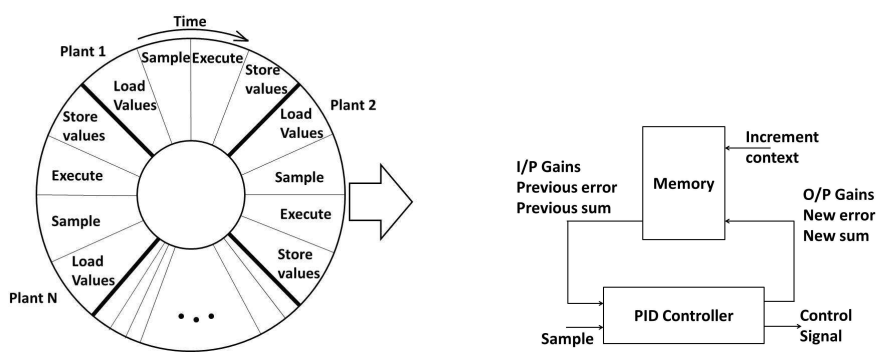 Time
Plant 1
Sample
Execute
Load
Values
Store
values
Plant 2
Load
Values
Sample
Execute
Store
values
Store
values
Execute
Sample
Load
Values
Plant N
...
I/P Gains
Previous error
Previous sum
Memory
Increment
context
O/P Gains
New error
New sum
PID Controller
Sample
Control
Signal